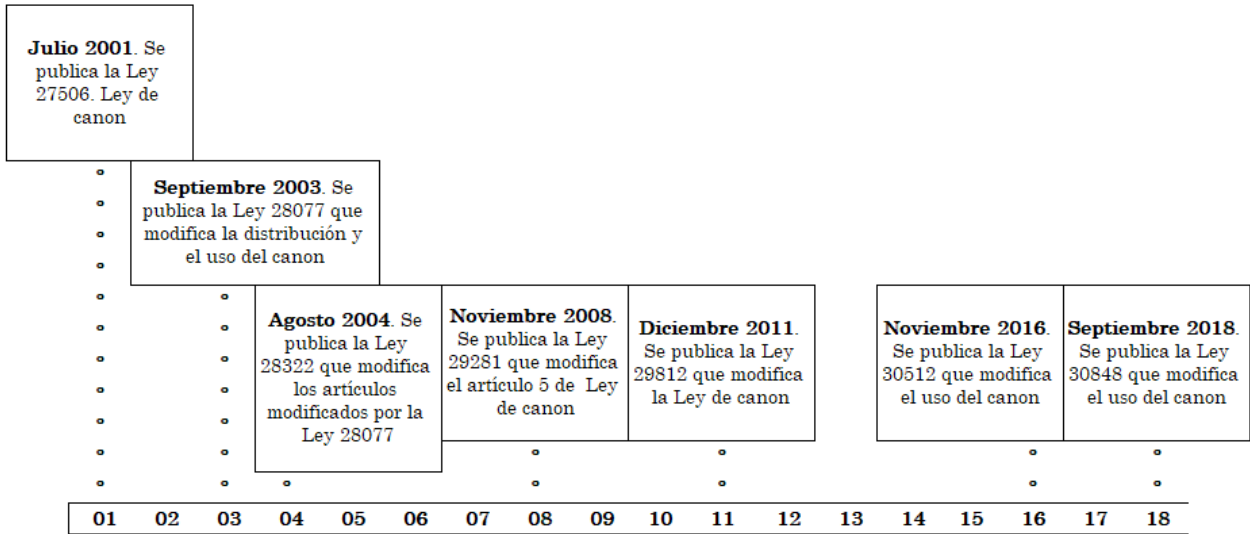 Julio 2001. Se
publica la Ley
27506. Ley de
canon
Septiembre 2003. Se
publica la Ley 28077 que
modifica la distribución y
el uso del canon
Agosto 2004. Se
publica la Ley
28322 que modifica
los artículos
modificados por la
Ley 28077
Noviembre 2008.
Se publica la Ley
29281 que modifica
el artículo 5 de Ley
de canon
Diciembre 2011.
Se publica la Ley
29812 que modifica
la Ley de canon
Noviembre 2016.
Se publica la Ley
30512 que modifica
el uso del canon
Septiembre 2018.
Se publica la Ley
30848 que modifica
el uso del canon
01 02 03 04 05 06 07 08 09 10 11 12 13 14 15 16 17 18